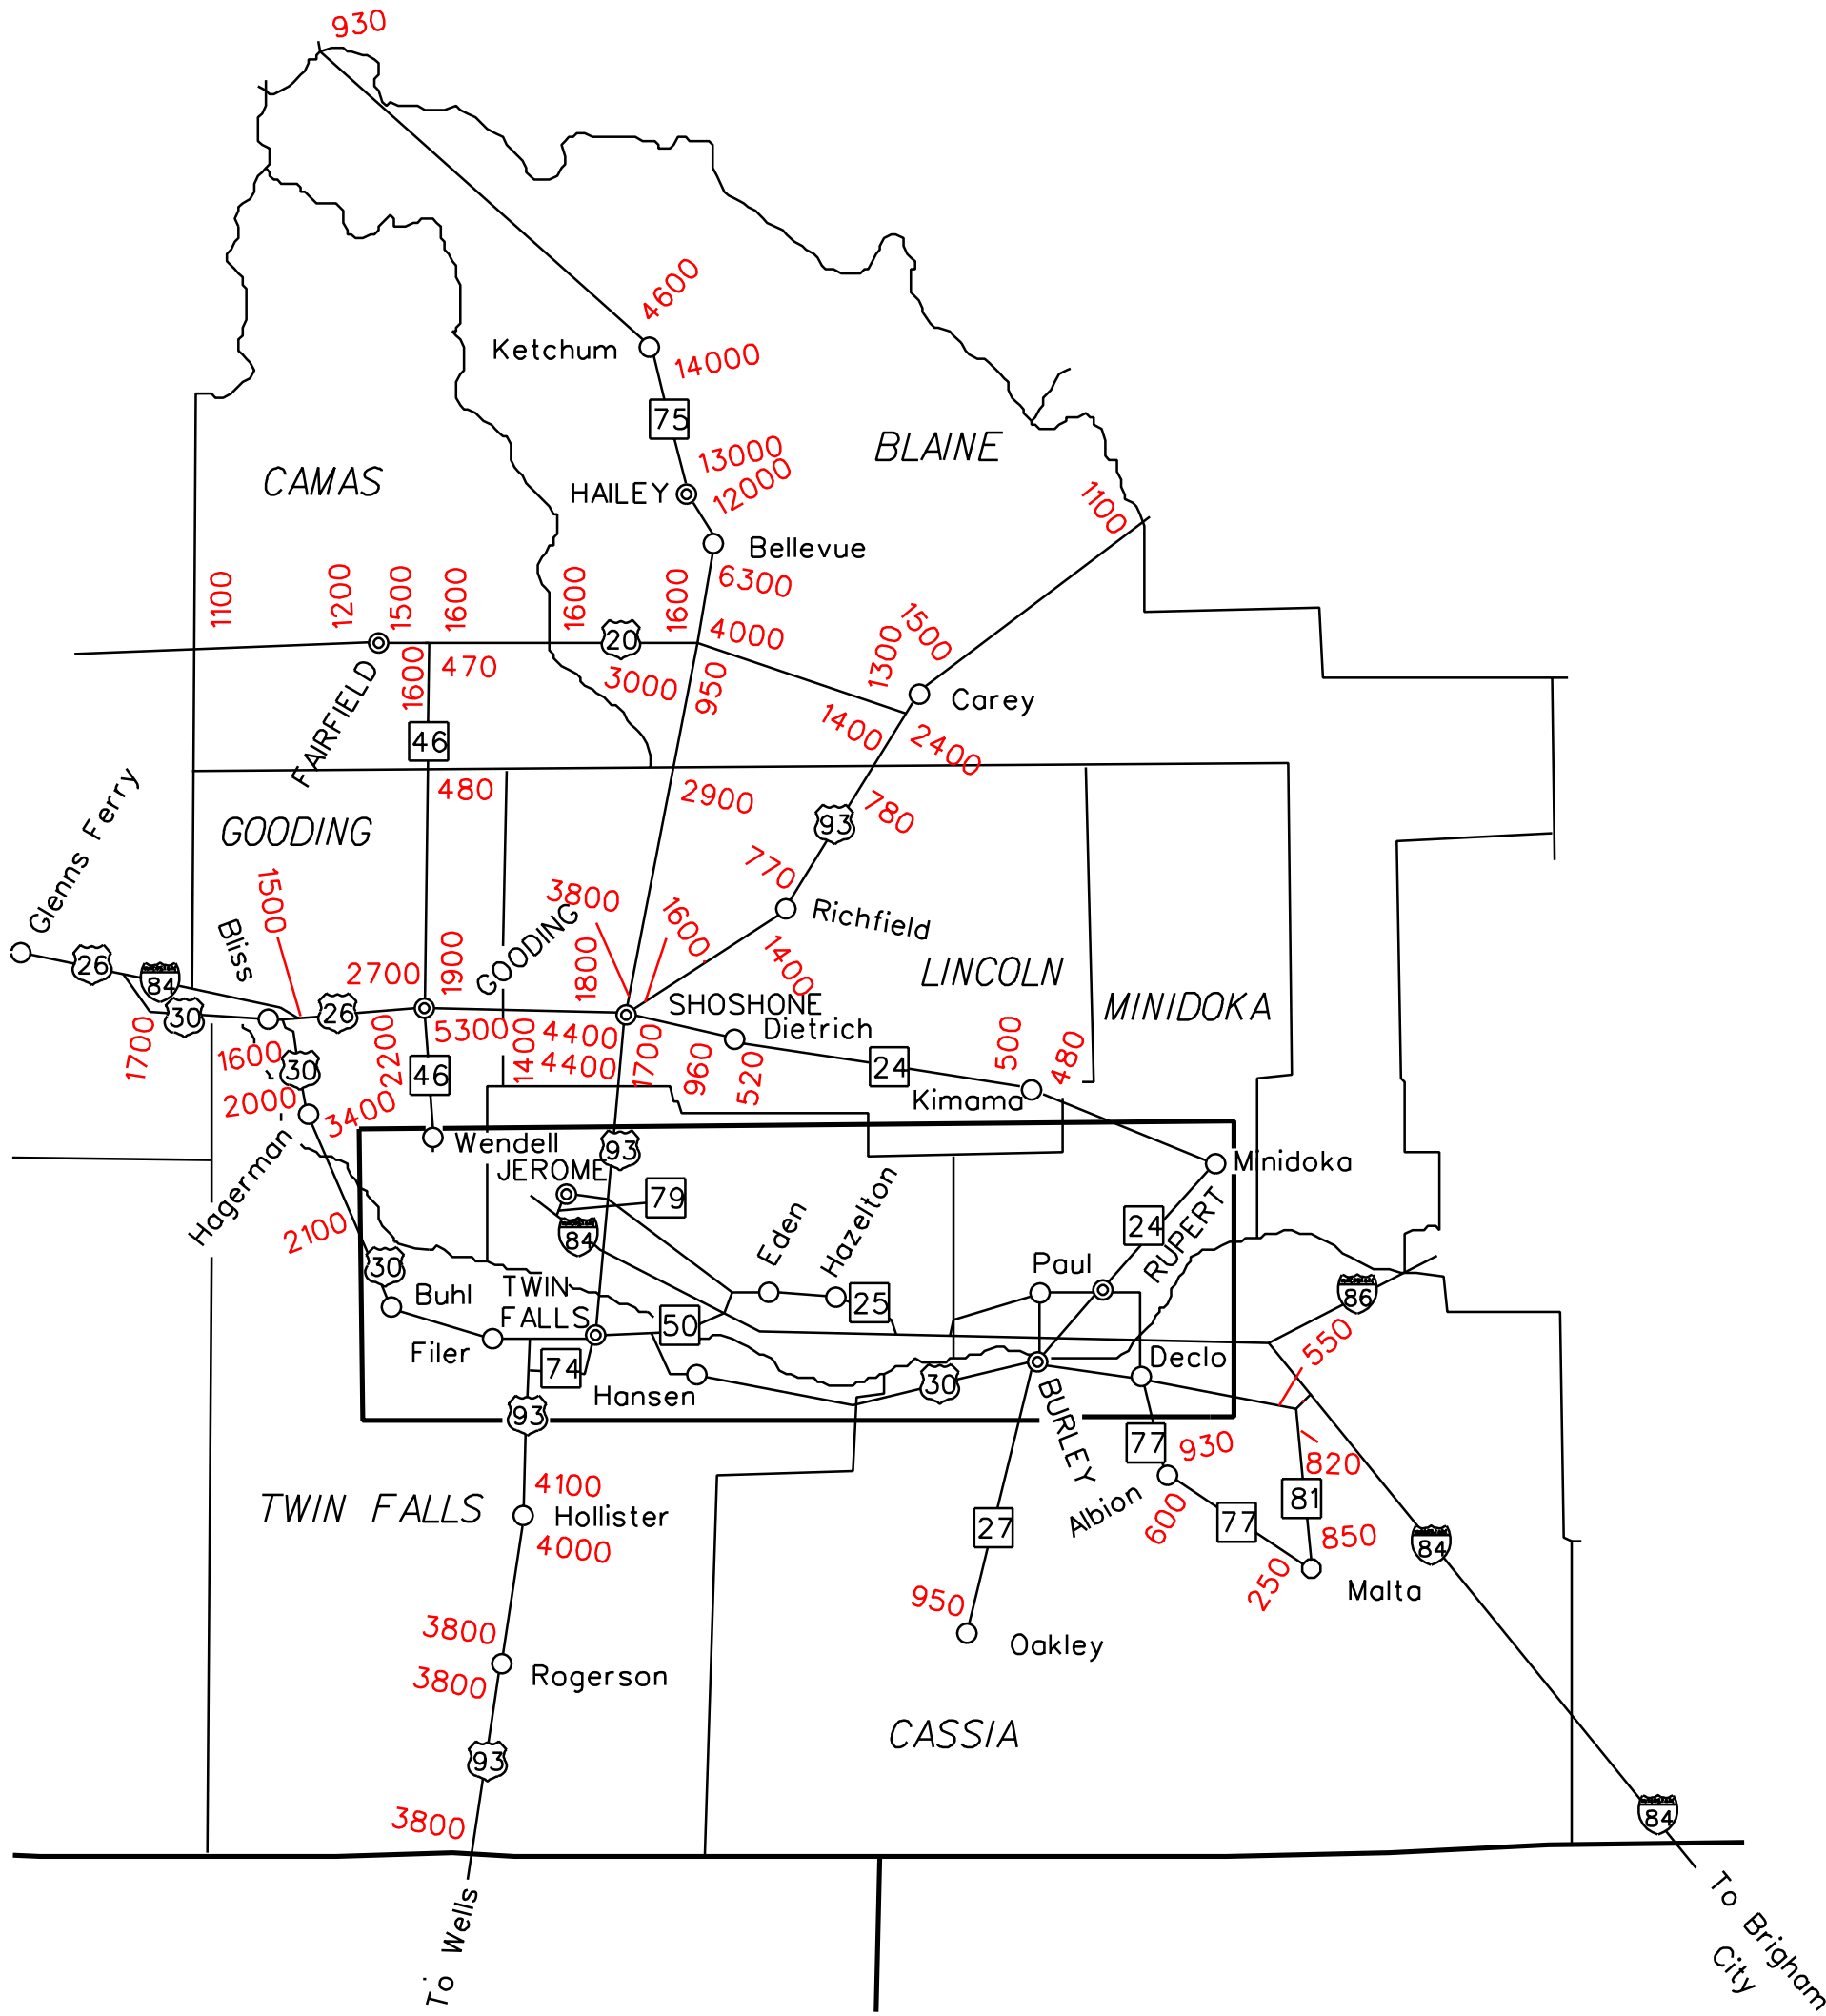 930
4600
Ketchum
14000
75
BLAINE
13000
CAMAS
HAILEY
12000
1100
Bellevue
1100
1200
1500
1600
1600
1600
6300
20
4000
1300
1500
1600
470
3000
950
Carey
FAIRFIELD
1400
2400
46
480
2900
Glenns Ferry
GOODING
93
780
770
1500
3800
1600
Richfield
Bliss
GOODING
26
84
2700
1900
1800
1400
LINCOLN
30
26
SHOSHONE
MINIDOKA
1700
1600
2200
5300
1400
4400
4400
1700
Dietrich
960
520
24
500
480
30
46
2000
3400
Kimama
Hagerman
Wendell
93
Minidoka
JEROME
79
Hazelton
2100
84
Eden
24
RUPERT
30
Paul
86
Buhl
TWIN
FALLS
50
25
550
Filer
74
Hansen
30
Declo
93
BURLEY
77
930
820
4100
81
TWIN FALLS
Hollister
27
Albion
600
77
850
4000
84
250
Malta
950
3800
Oakley
3800
Rogerson
CASSIA
93
3800
84
To Wells
To Brigham
City